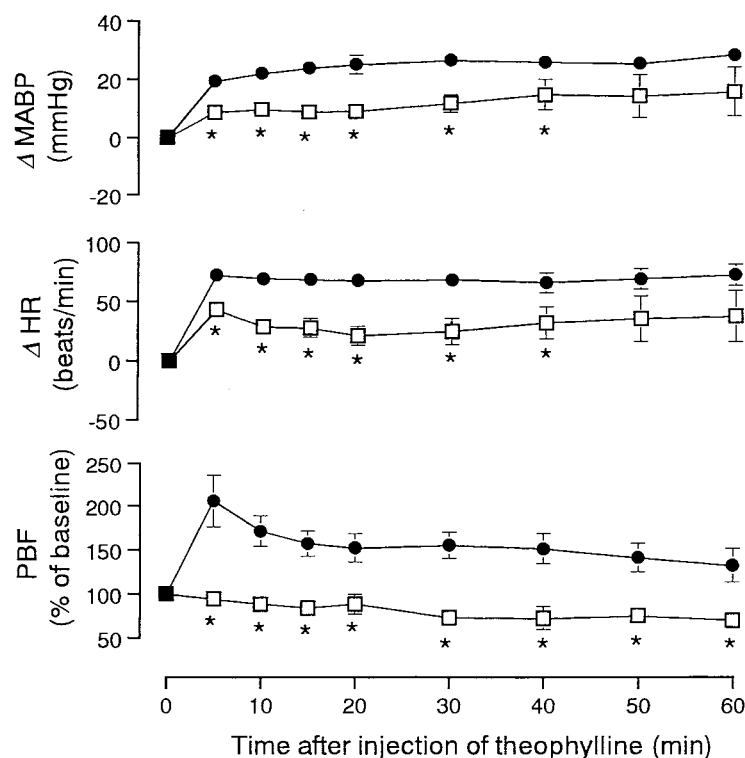 Δ MABP
(mmHg)
40
20
0
-20
* * * * * *
Δ HR
(beats/min)
100
50
0
-50
* * * * * *
PBF
(% of baseline)
250
200
150
100
50
* * * * * * * *
0 10 20 30 40 50 60
Time after injection of theophylline (min)